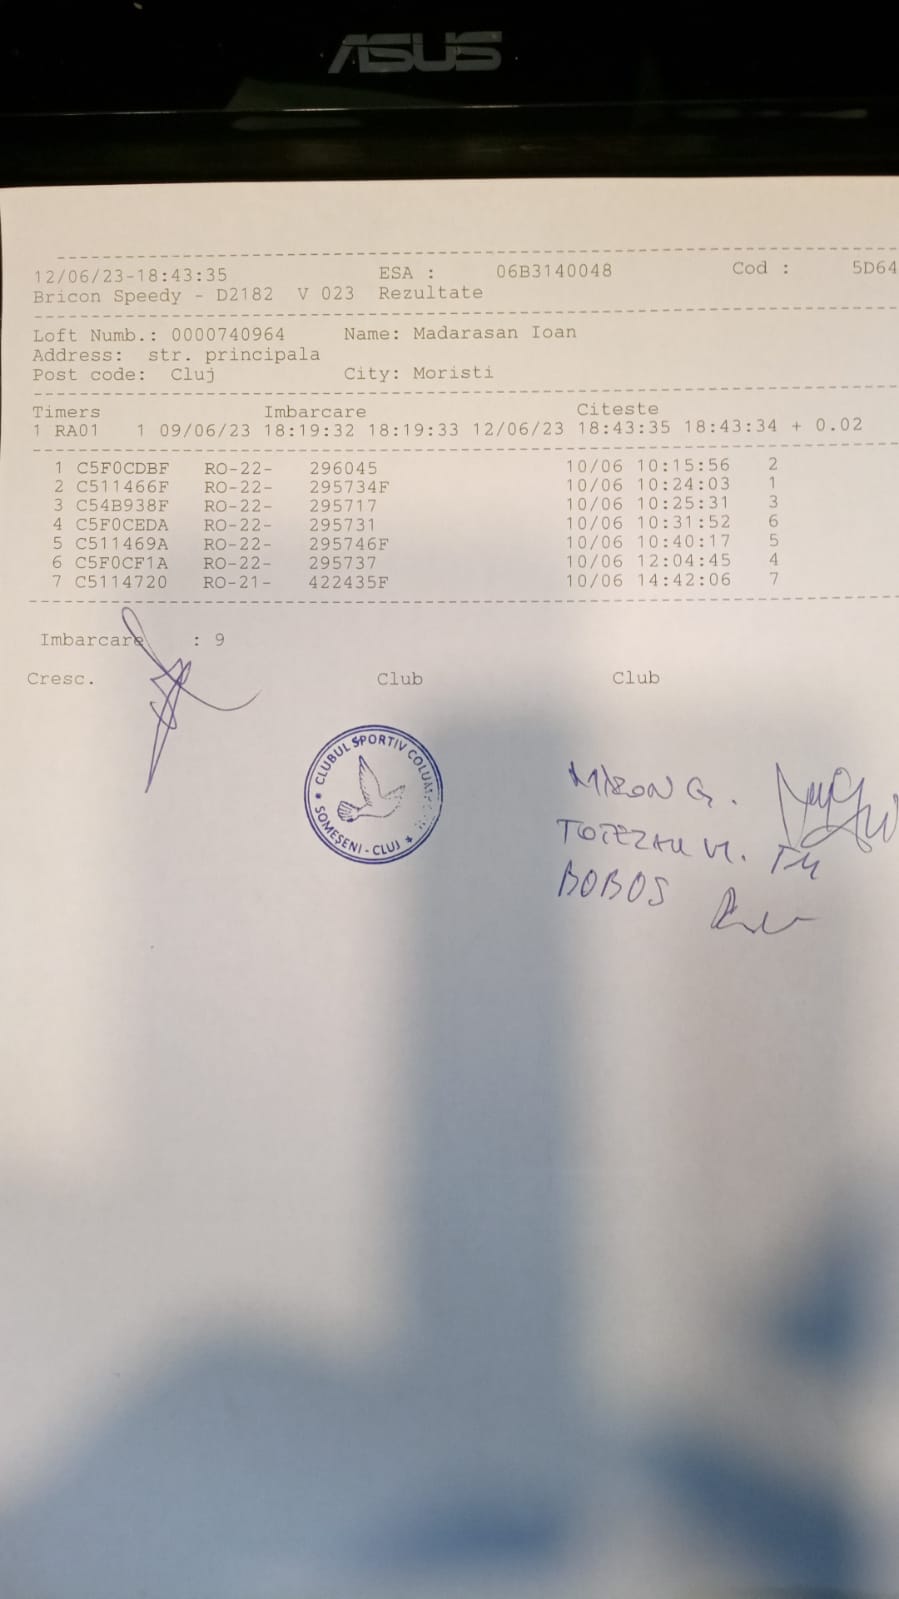 ASUS
12/06/23-18:43:35 ESA : 06B3140048 Cod : 5D64
Bricon Speedy - D2182 V 023 Rezultate
Loft Numb.: 0000740964 Name: Madarasan Ioan
Address: str. principala
Post code: Cluj City: Moristi
Timers Imbarcare Citeste
1 RA01 1 09/06/23 18:19:32 18:19:33 12/06/23 18:43:35 18:43:34 + 0.02
1 C5F0CDBF RO-22- 296045 10/06 10:15:56 2
2 C511466F RO-22- 295734F 10/06 10:24:03 1
3 C54B938F RO-22- 295717 10/06 10:25:31 3
4 C5F0CEDA RO-22- 295731 10/06 10:31:52 6
5 C511469A RO-22- 295746F 10/06 10:40:17 5
6 C5F0CF1A RO-22- 295737 10/06 12:04:45 4
7 C5114720 RO-21- 422435F 10/06 14:42:06 7
Imbarcare : 9
Cresc. Club Club
CLUBUL SPORTIV
SOMEŞENI - CLUJ
G.
BOBOS